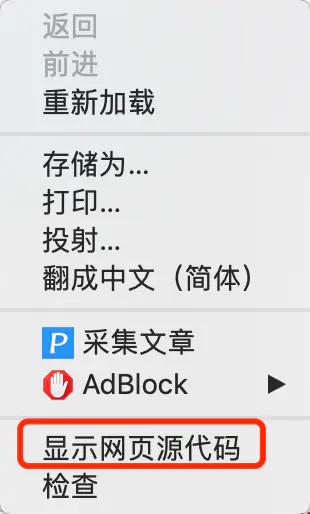 返回
前进
重新加载
存储为...
打印...
投射...
翻成中文（简体）
P 采集文章
AdBlock
显示网页源代码
检查